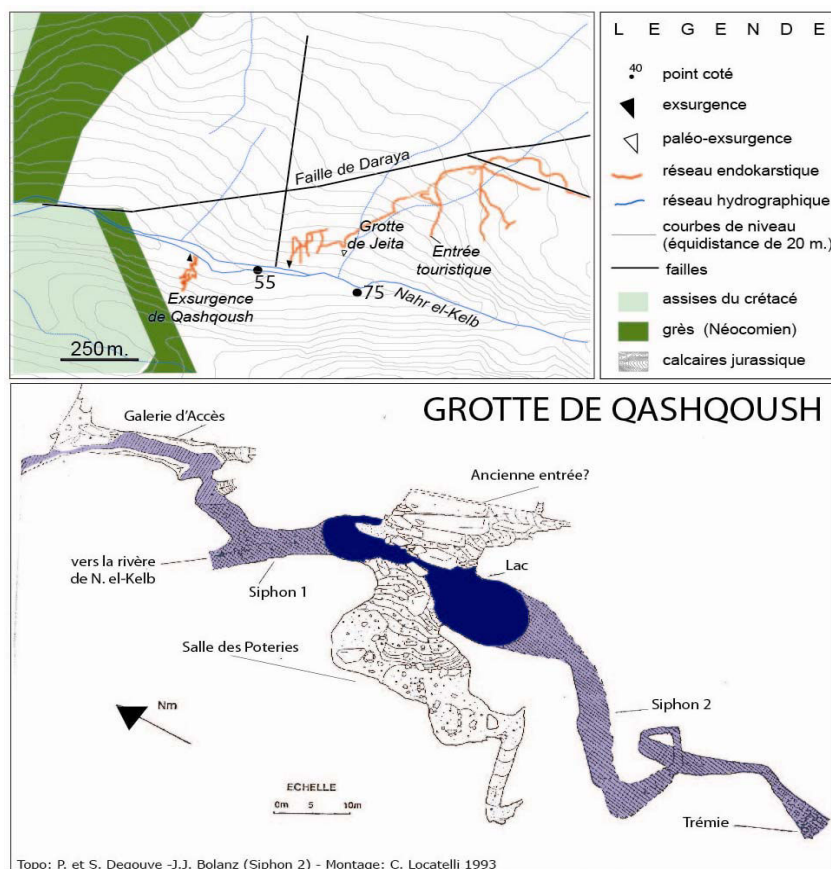 Faille de Daraya
Grotte
de Jeita
Entrée
touristique
Exsurgence
de Qashqoush
55
75
Nahr el-Kelb
250 m.
L E G E N D E
40
point coté
exsurgence
paléo-exsurgence
réseau endokarstique
réseau hydrographique
courbes de niveau
(équidistance de 20 m.)
failles
assises du crétacé
grès (Néocomien)
calcaires jurassique
GROTTE DE QASHQOUSH
Galerie d'Accès
Ancienne entrée?
vers la rivère
de N. el-Kelb
Siphon 1
Lac
Salle des Poteries
Nm
Siphon 2
ECHELLE
0m 5 10m
Trémie
Topo: P. et S. Degouve -J.J. Bolanz (Siphon 2) - Montage: C. Locatelli 1993